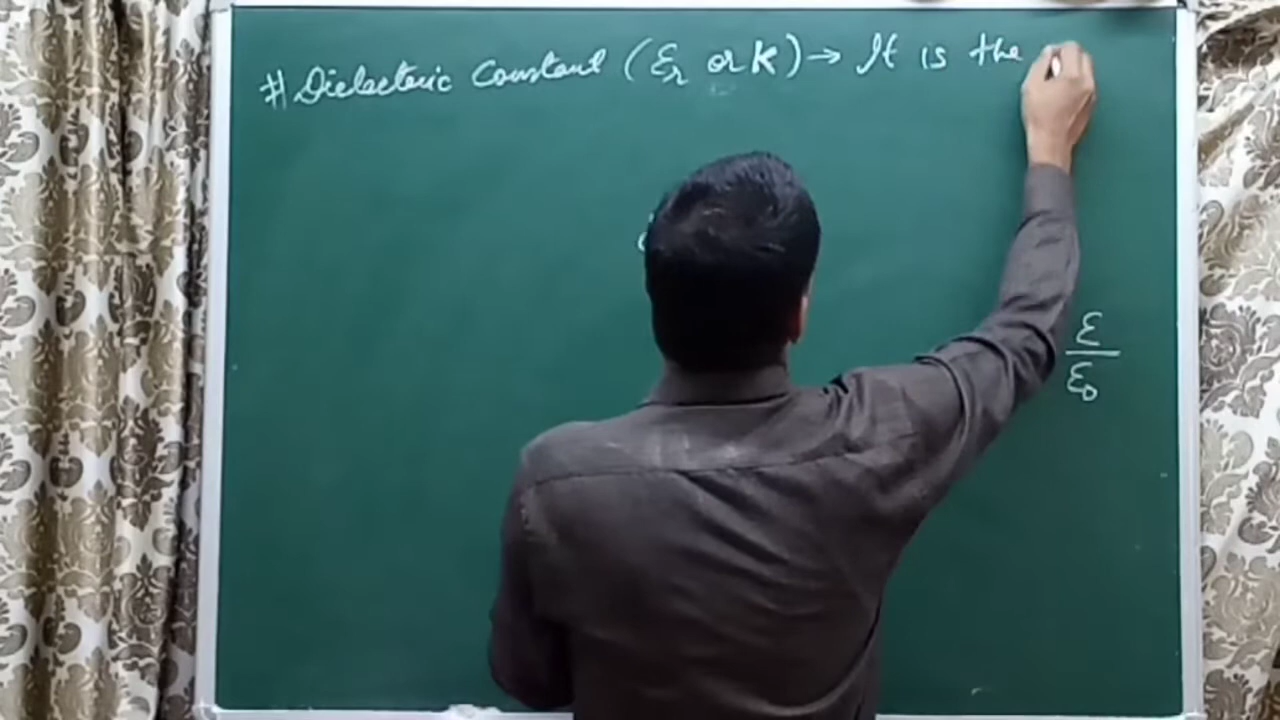 # Dielectric Constant (εr or K) → It is the
ε
ε0